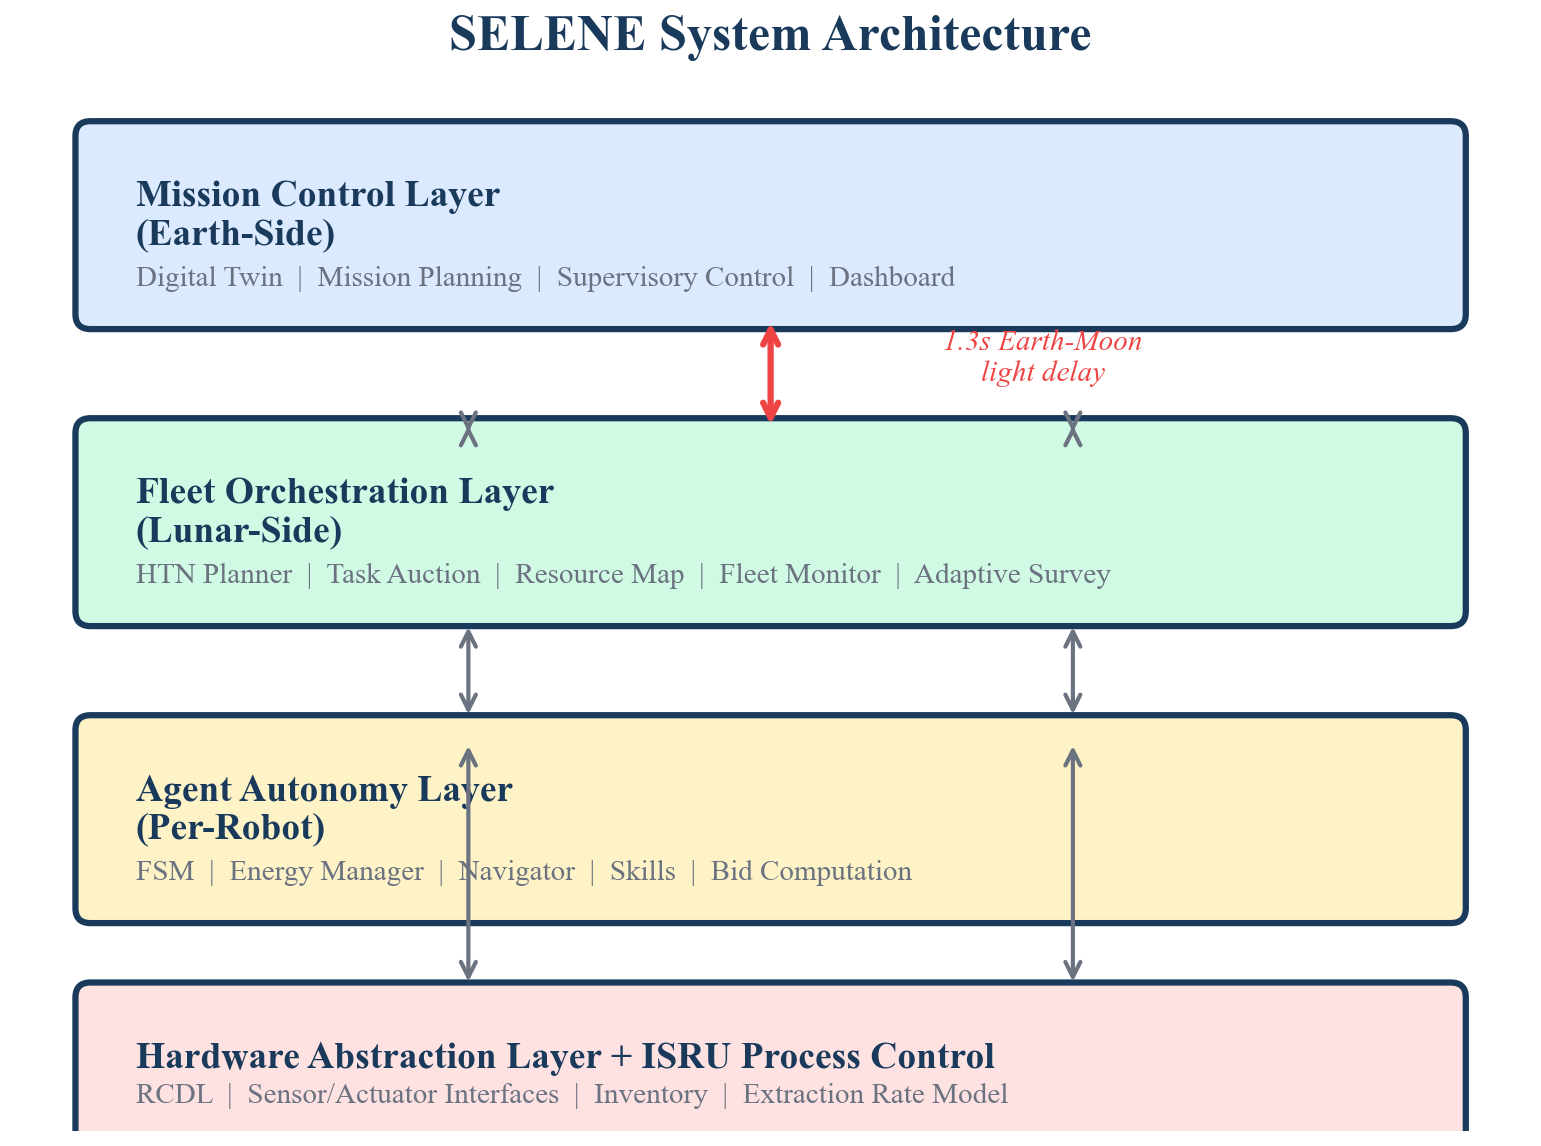 SELENE System Architecture
Mission Control Layer
(Earth-Side)
Digital Twin | Mission Planning | Supervisory Control | Dashboard
1.3s Earth-Moon
light delay
Fleet Orchestration Layer
(Lunar-Side)
HTN Planner | Task Auction | Resource Map | Fleet Monitor | Adaptive Survey
Agent Autonomy Layer
(Per-Robot)
FSM | Energy Manager | Navigator | Skills | Bid Computation
Hardware Abstraction Layer + ISRU Process Control
RCDL | Sensor/Actuator Interfaces | Inventory | Extraction Rate Model